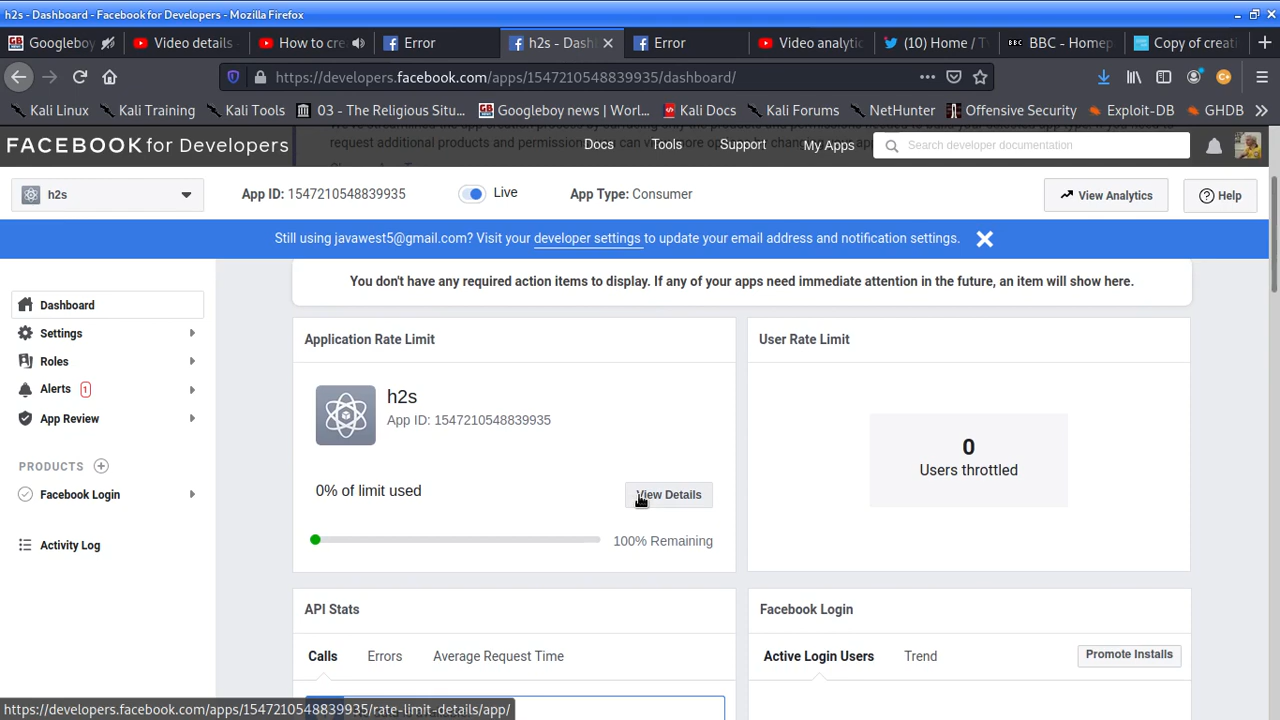 h2s - Dashboard - Facebook for Developers - Mozilla Firefox
Googleboy
Video details
How to cre
Error
h2s - Dash
Error
Video analytic
(10) Home / T
BBC - Homep
Copy of creati
https://developers.facebook.com/apps/1547210548839935/dashboard/
Kali Linux
Kali Training
Kali Tools
03 - The Religious Situ...
Googleboy news | Worl...
Kali Docs
Kali Forums
NetHunter
Offensive Security
Exploit-DB
GHDB
request additional products and permission
FACEBOOK for Developers
Docs
Tools
Support
My Apps
Search developer documentation
h2s
App ID: 1547210548839935
Live
App Type: Consumer
View Analytics
Help
Still using javawest5@gmail.com? Visit your developer settings to update your email address and notification settings.
Dashboard
Settings
Roles
Alerts 1
App Review
PRODUCTS
Facebook Login
Activity Log
You don't have any required action items to display. If any of your apps need immediate attention in the future, an item will show here.
Application Rate Limit
h2s
App ID: 1547210548839935
0% of limit used
View Details
100% Remaining
User Rate Limit
0
Users throttled
API Stats
Calls
Errors
Average Request Time
Facebook Login
Active Login Users
Trend
Promote Installs
https://developers.facebook.com/apps/1547210548839935/rate-limit-details/app/